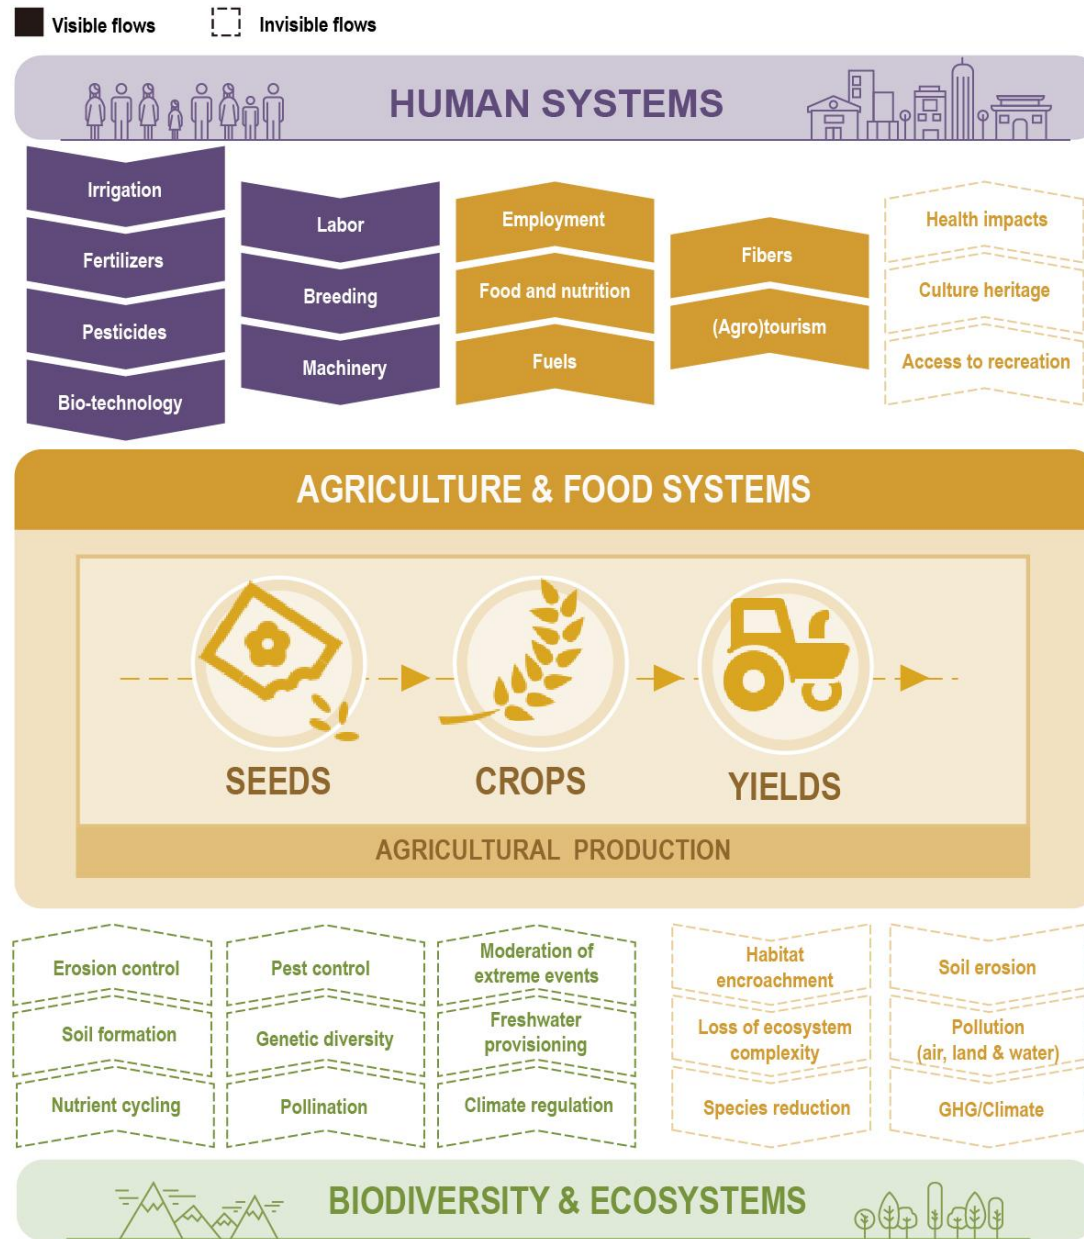 Visible flows
Invisible flows
HUMAN SYSTEMS
Irrigation
Fertilizers
Pesticides
Bio-technology
Labor
Breeding
Machinery
Employment
Food and nutrition
Fuels
Fibers
(Agro)tourism
Health impacts
Culture heritage
Access to recreation
AGRICULTURE & FOOD SYSTEMS
SEEDS
CROPS
YIELDS
AGRICULTURAL PRODUCTION
Erosion control
Soil formation
Nutrient cycling
Pest control
Genetic diversity
Pollination
Moderation of
extreme events
Freshwater
provisioning
Climate regulation
Habitat
encroachment
Loss of ecosystem
complexity
Species reduction
Soil erosion
Pollution
(air, land & water)
GHG/Climate
BIODIVERSITY & ECOSYSTEMS